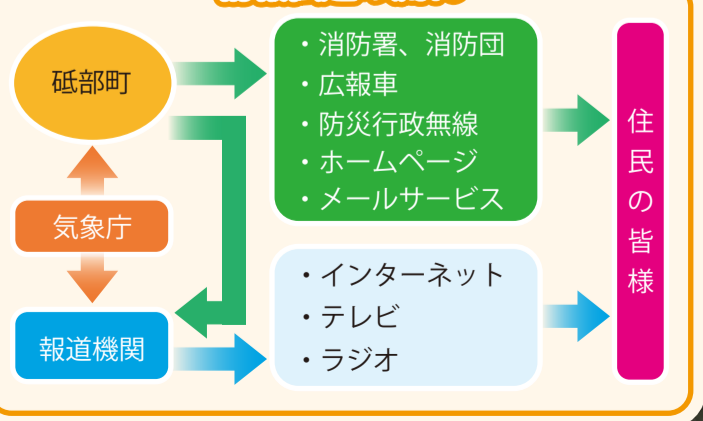 砥部町
・消防署、消防団
・広報車
・防災行政無線
・ホームページ
・メールサービス
気象庁
報道機関
・インターネット
・テレビ
・ラジオ
住民の皆様